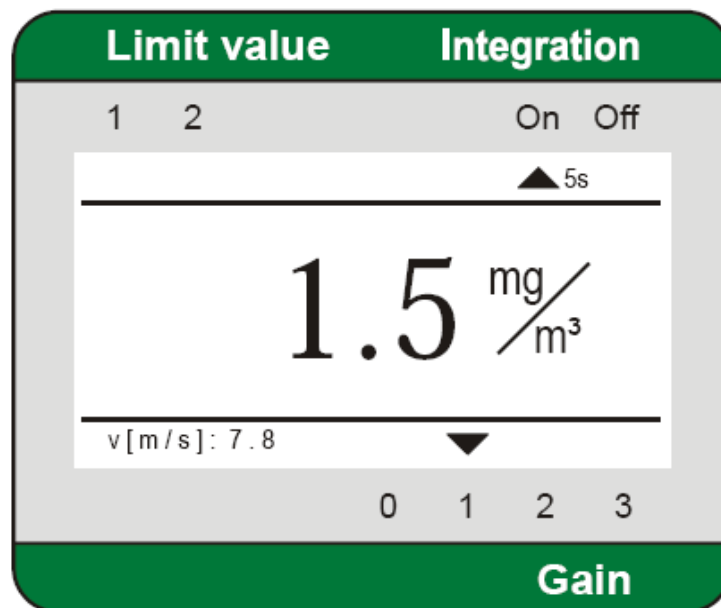 Limit value Integration
1 2 On Off
5s
1.5 mg/m³
v[m/s]: 7.8
0 1 2 3
Gain